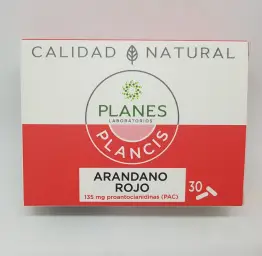 CALIDAD NATURAL
PLANES
LABORATORIOS
PLANCIS
ARANDANO
ROJO
135 mg proantocianidinas (PAC)
30